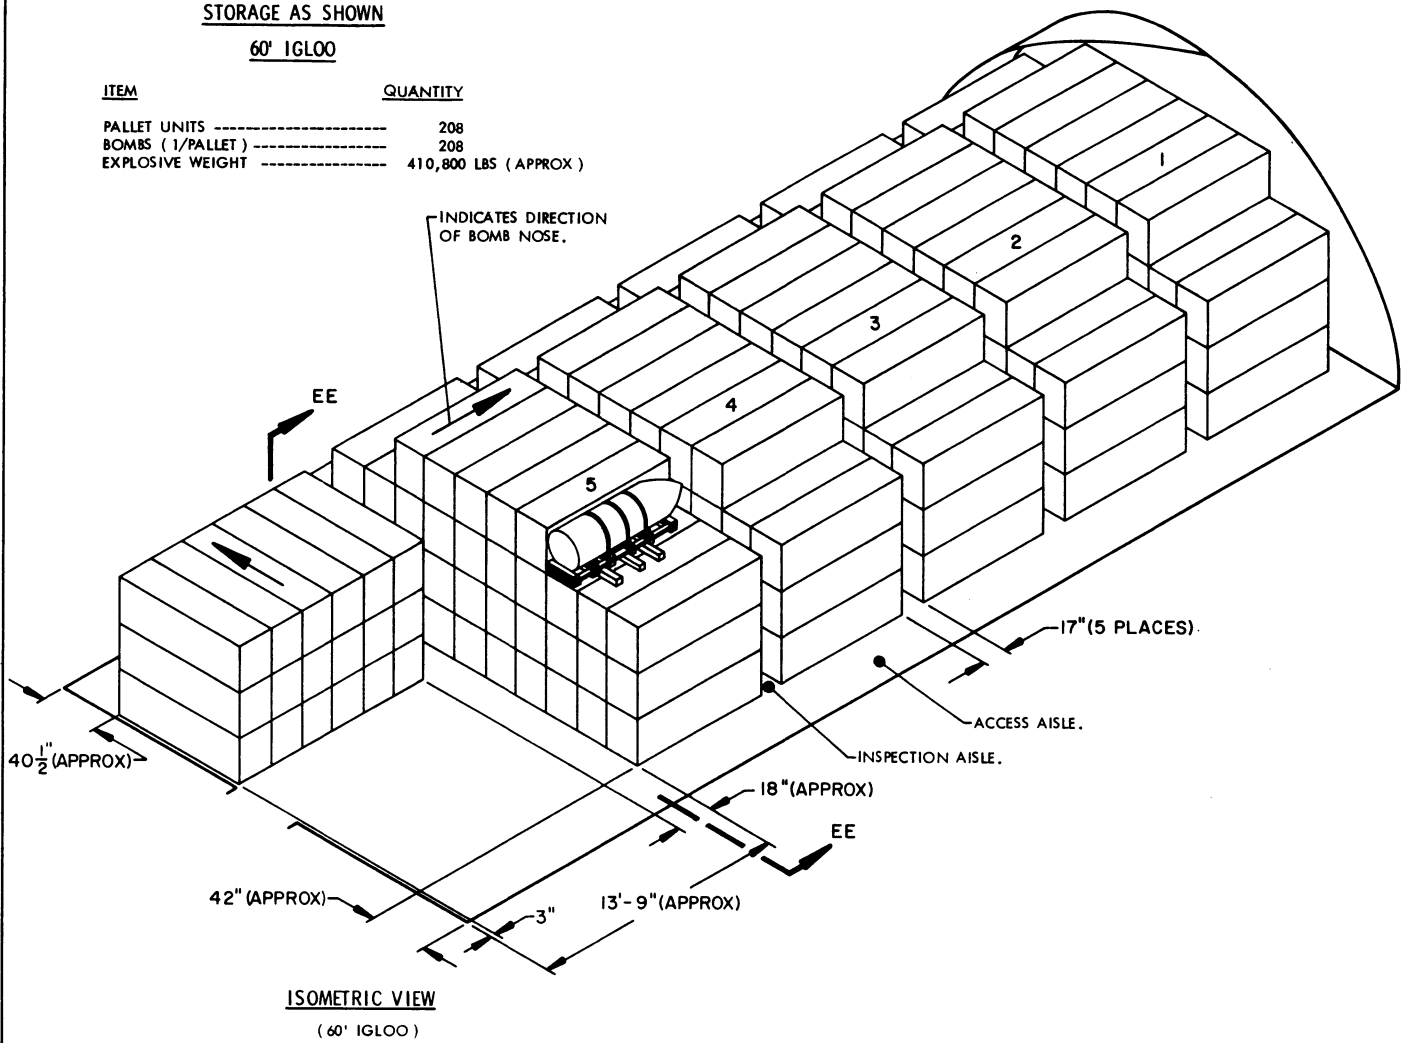 STORAGE AS SHOWN
60' IGLOO
ITEM QUANTITY
PALLET UNITS ----------------------- 208
BOMBS ( 1/PALLET ) ------------------ 208
EXPLOSIVE WEIGHT ----------------- 410,800 LBS ( APPROX )
INDICATES DIRECTION
OF BOMB NOSE.
EE
1
2
3
4
5
17" (5 PLACES).
ACCESS AISLE.
INSPECTION AISLE.
40 1/2" (APPROX)
18" (APPROX)
EE
42" (APPROX)
13'-9" (APPROX)
3"
ISOMETRIC VIEW
( 60' IGLOO )